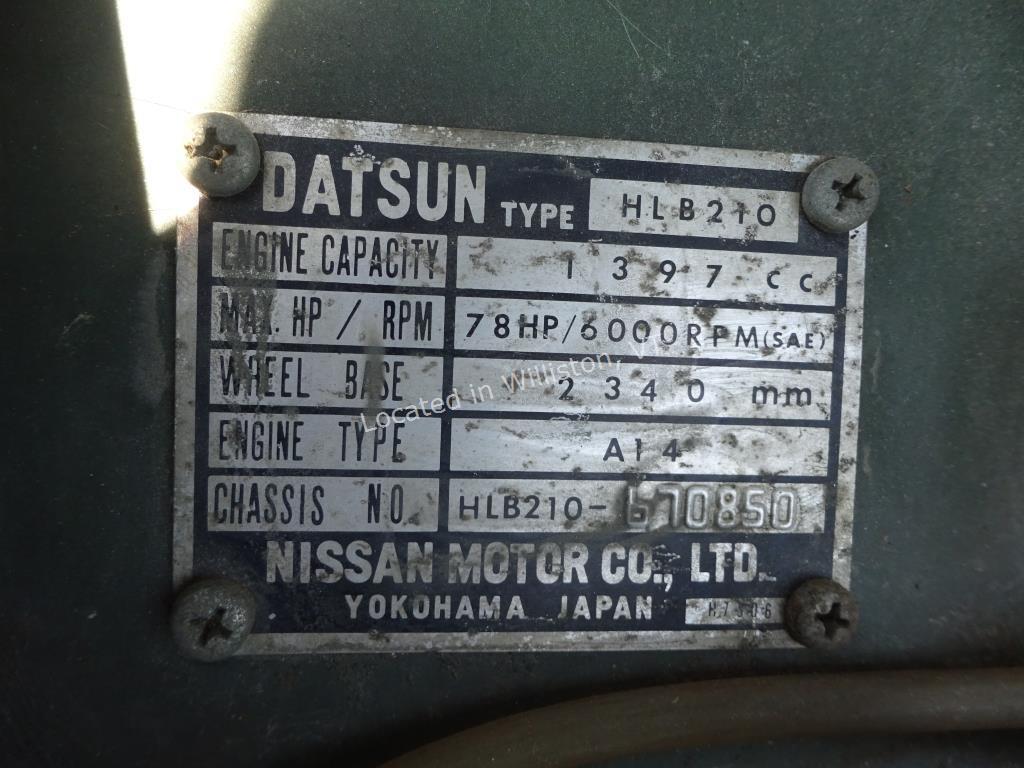 DATSUN TYPE HLB210
ENGINE CAPACITY 1397 cc
MAX. HP / RPM 78HP/6000RPM(SAE)
WHEEL BASE 2340 mm
ENGINE TYPE A14
CHASSIS NO. HLB210-670850
NISSAN MOTOR CO., LTD.
YOKOHAMA JAPAN
Located in Williston, VT